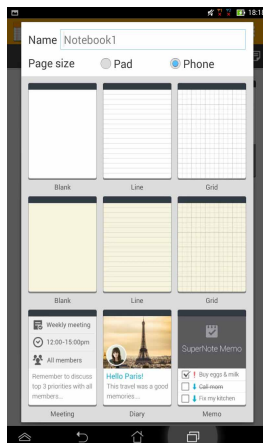 18:10
Name Notebook1
Page size Pad Phone
Blank Line Grid
Blank Line Grid
Weekly meeting
12:00-15:00pm
All members
Remember to discuss
top 3 priorities with all
members...
Hello Paris!
This travel was a good
memories...
SuperNote Memo
Buy eggs & milk
Call mom
Fix my kitchen
Meeting Diary Memo